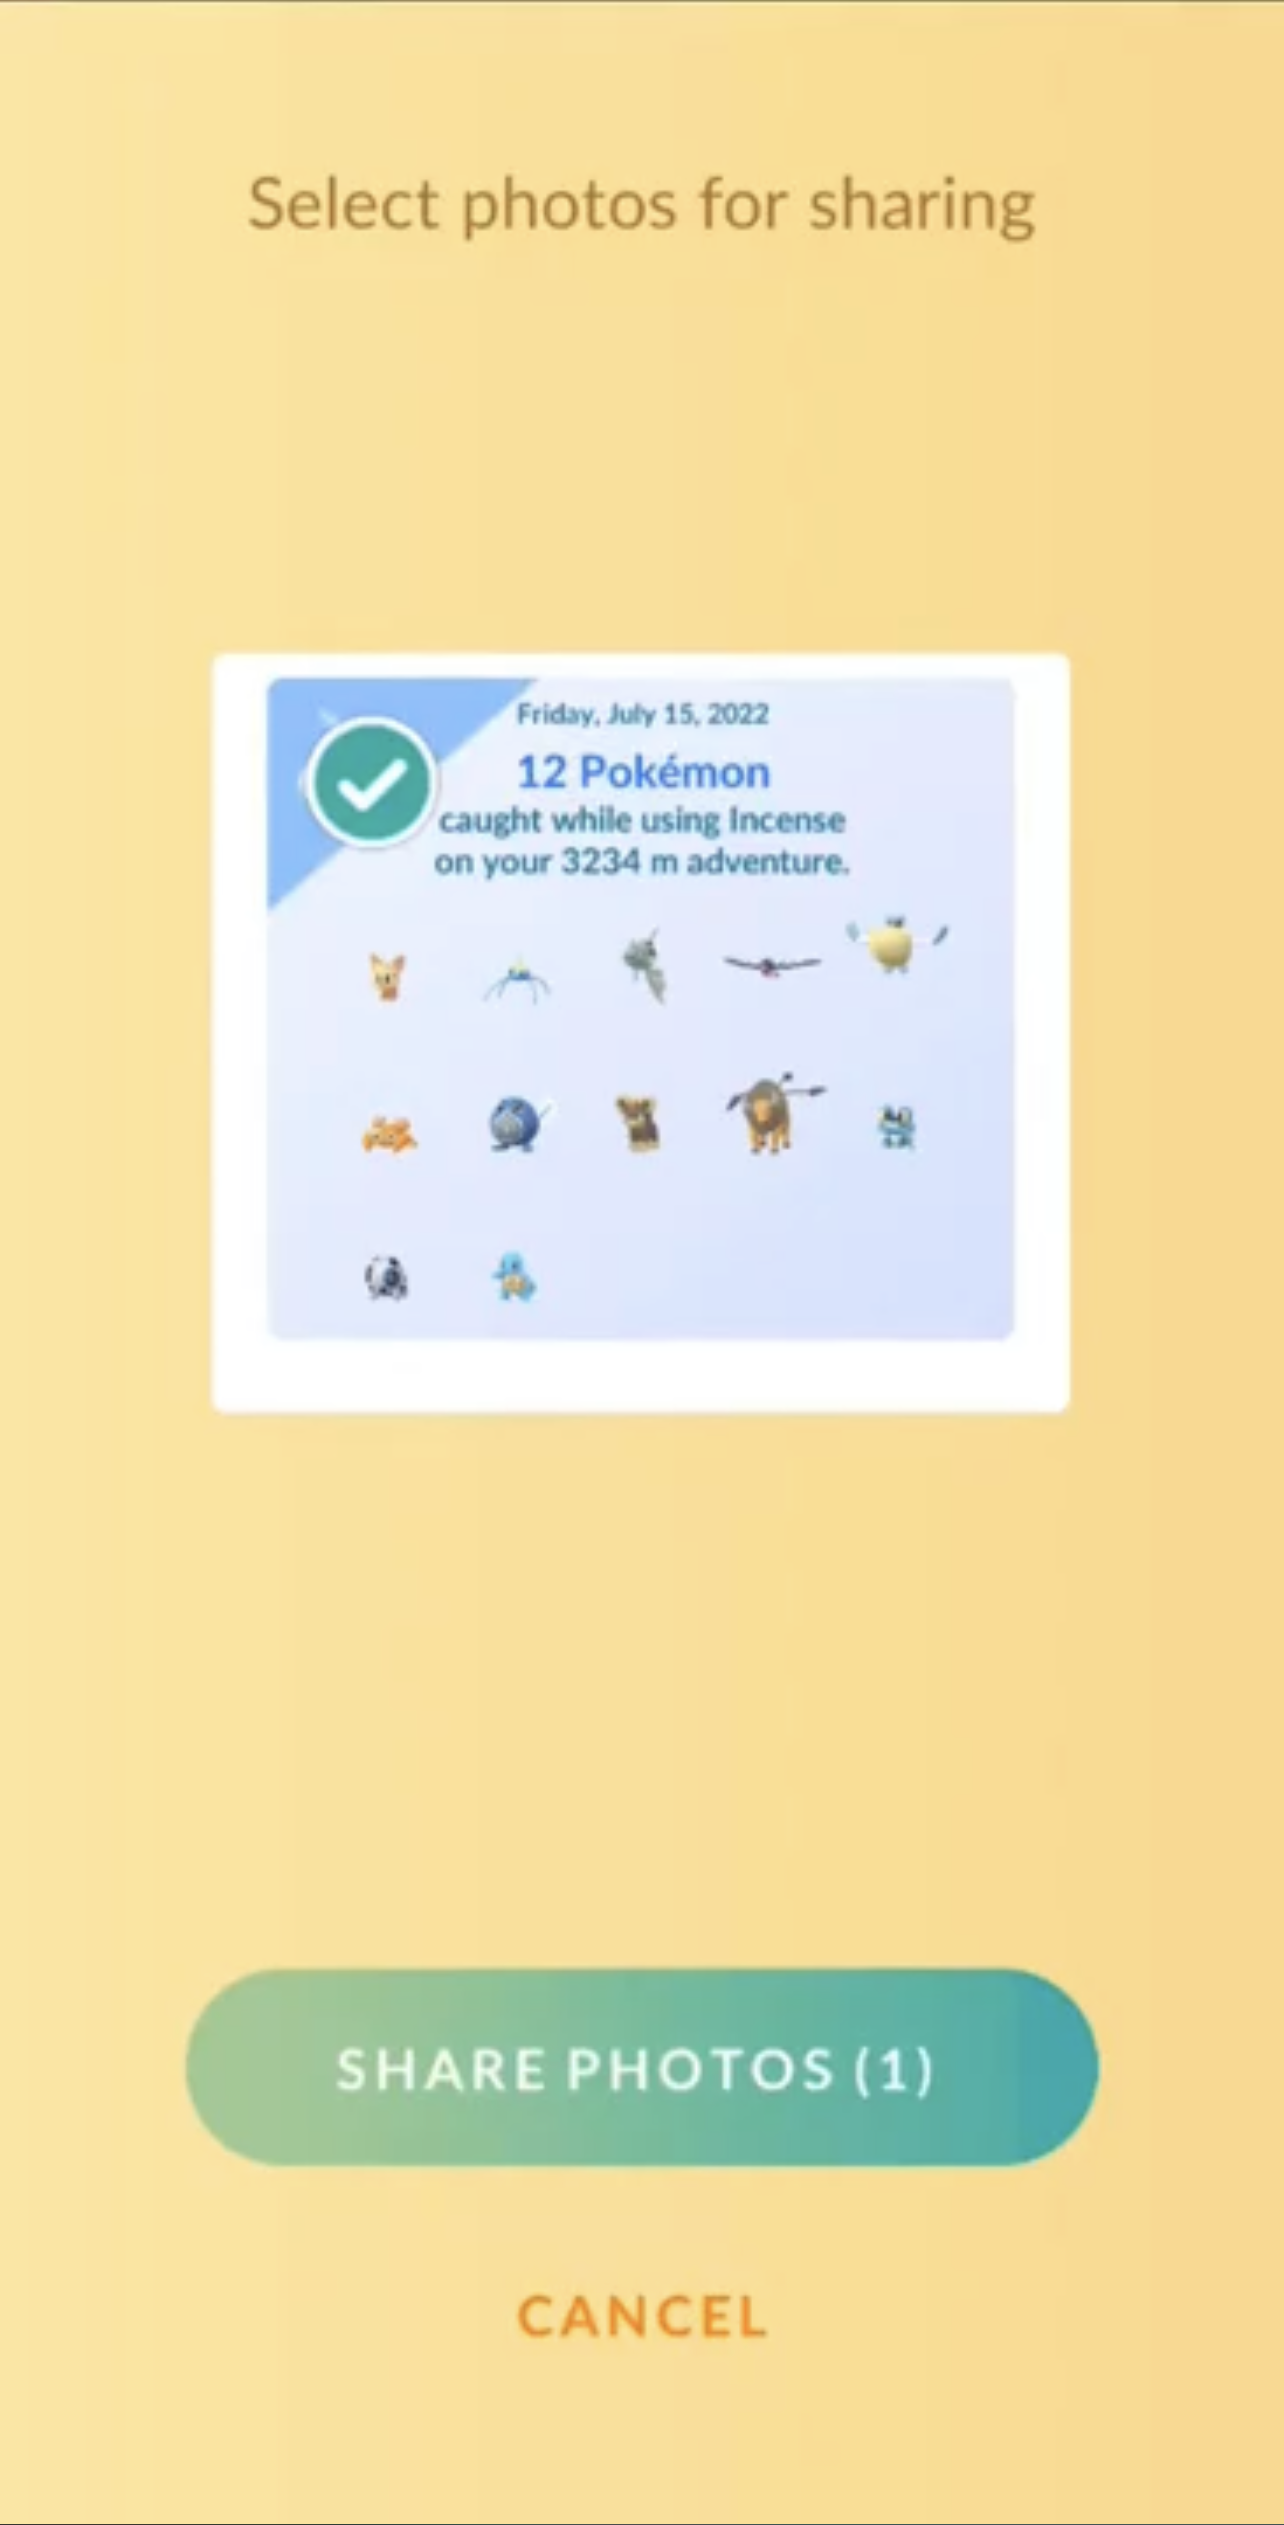 Select photos for sharing
Friday, July 15, 2022
12 Pokémon
caught while using Incense
on your 3234 m adventure.
SHARE PHOTOS (1)
CANCEL